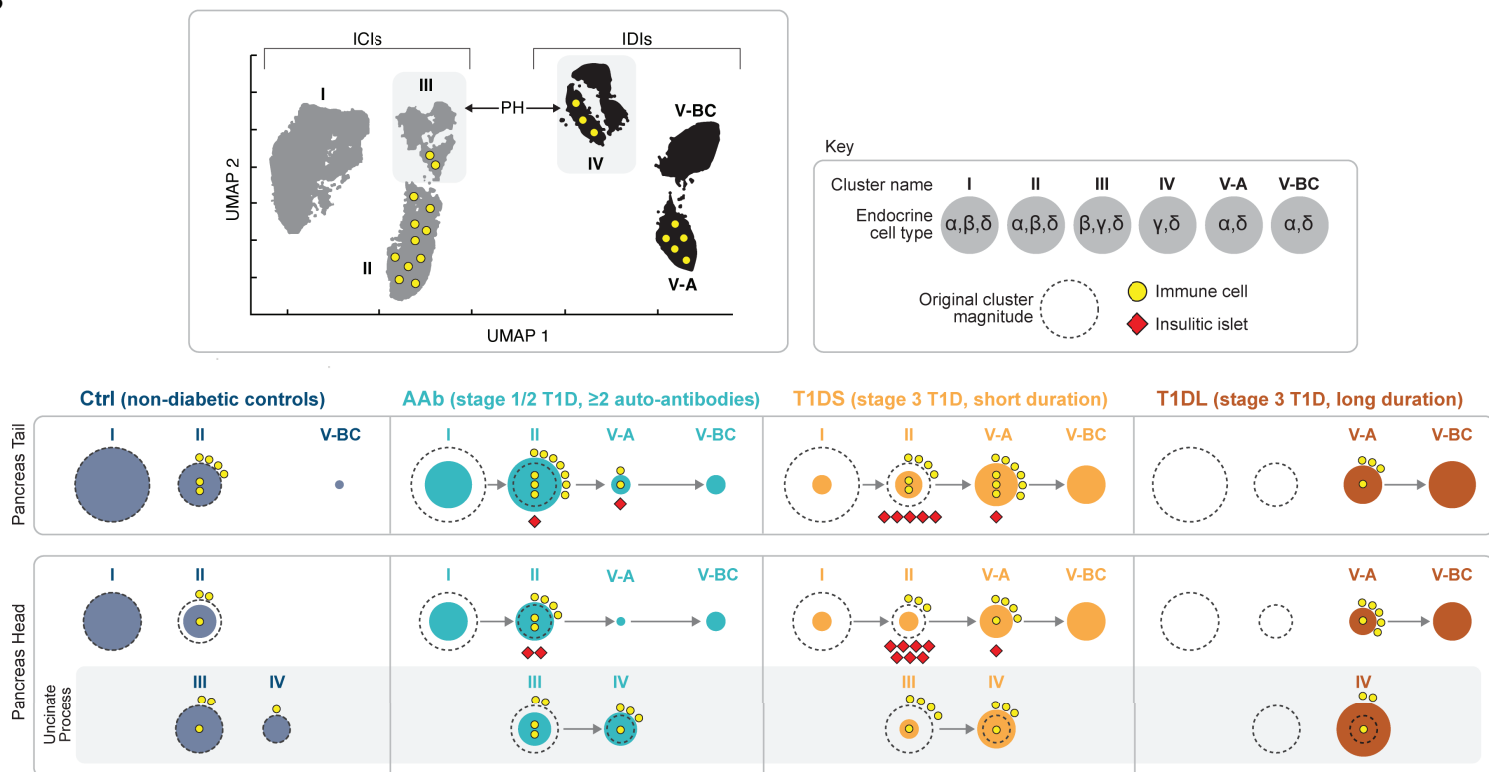 ICIs
IDIs
I
III
PH
IV
V-BC
II
V-A
UMAP 2
UMAP 1
Key
Cluster name I II III IV V-A V-BC
Endocrine
cell type
α,β,δ α,β,δ β,γ,δ γ,δ α,δ α,δ
Original cluster
magnitude
Immune cell
Insulitic islet
Ctrl (non-diabetic controls)
AAb (stage 1/2 T1D, ≥2 auto-antibodies)
T1DS (stage 3 T1D, short duration)
T1DL (stage 3 T1D, long duration)
Pancreas Tail
I II V-BC
I II V-A V-BC
I II V-A V-BC
V-A V-BC
Pancreas Head
I II
I II V-A V-BC
I II V-A V-BC
V-A V-BC
Uncinate
Process
III IV
III IV
III IV
IV